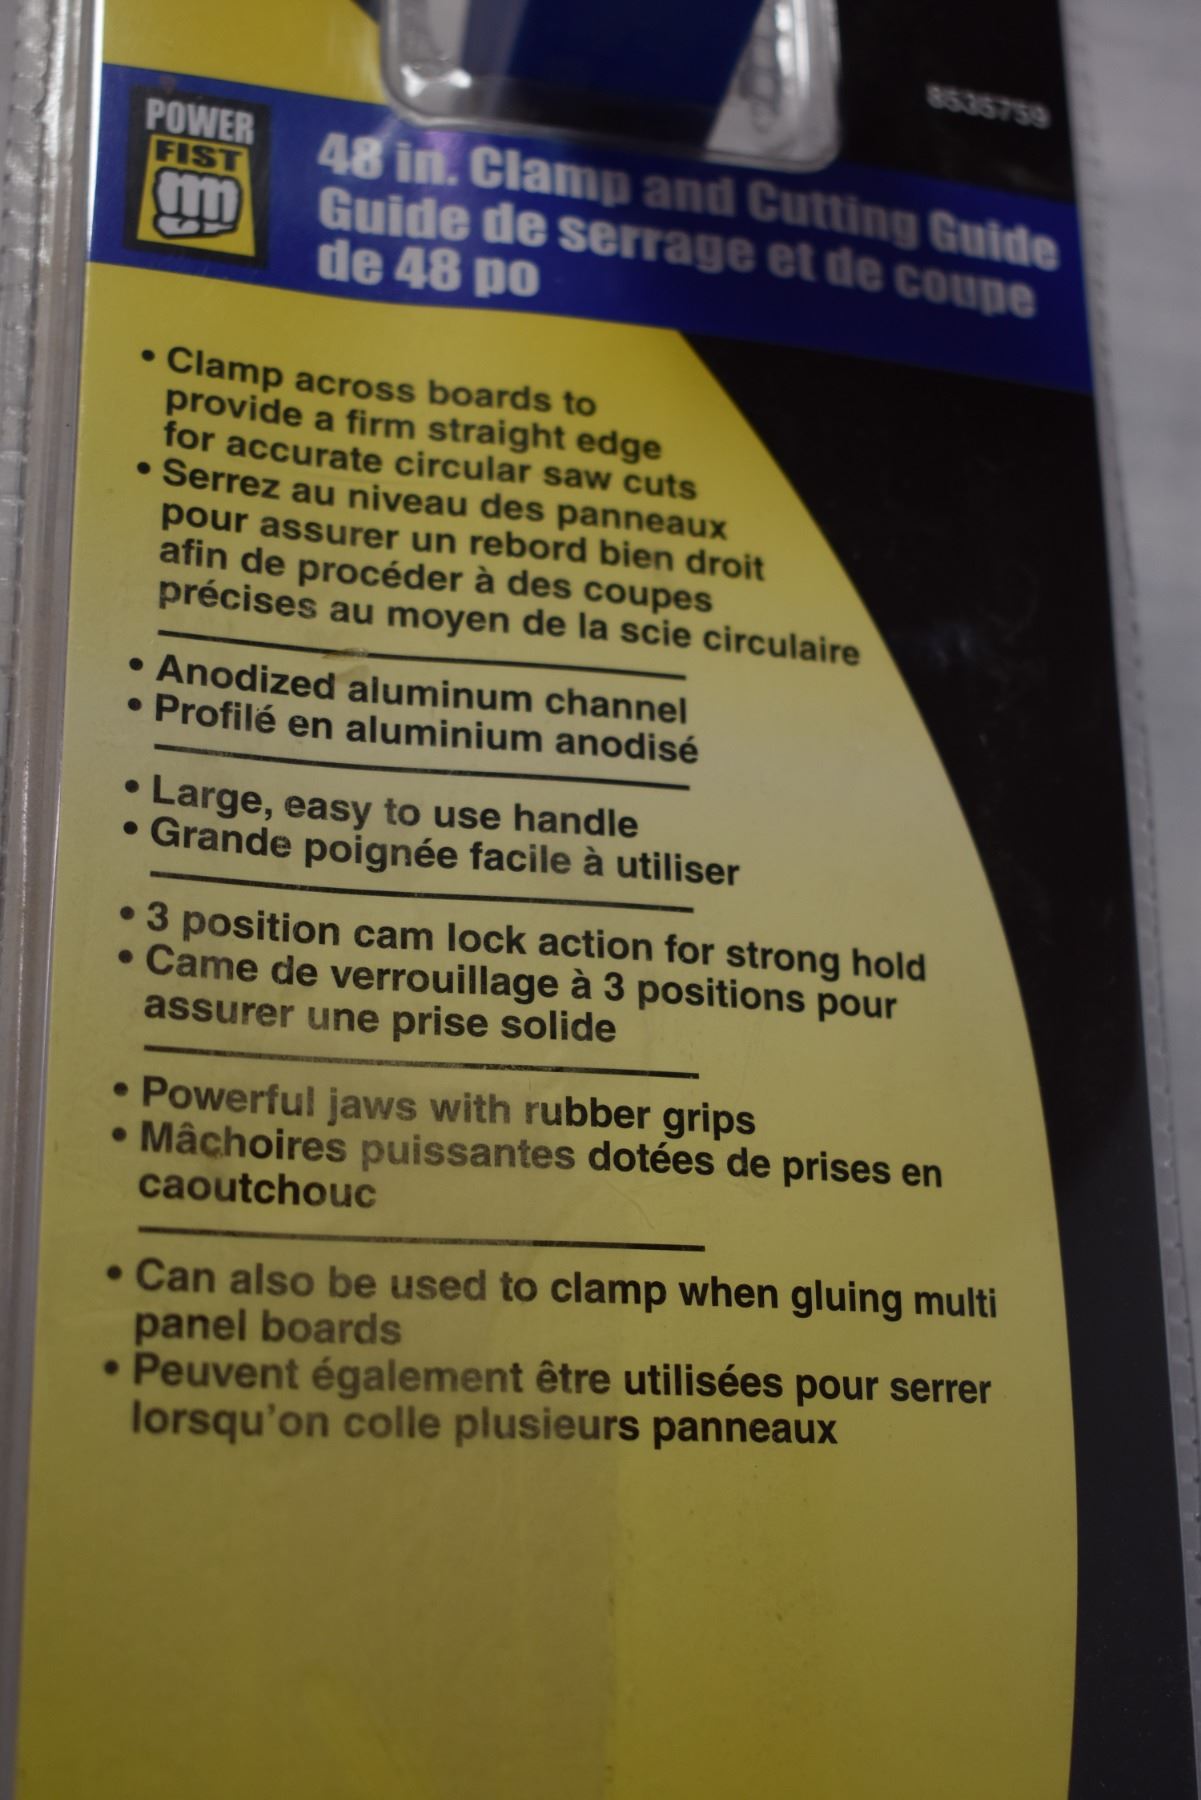 8535759
POWER
FIST
48 in. Clamp and Cutting Guide
Guide de serrage et de coupe
de 48 po
• Clamp across boards to
provide a firm straight edge
for accurate circular saw cuts
• Serrez au niveau des panneaux
pour assurer un rebord bien droit
afin de procéder à des coupes
précises au moyen de la scie circulaire
• Anodized aluminum channel
• Profilé en aluminium anodisé
• Large, easy to use handle
• Grande poignée facile à utiliser
• 3 position cam lock action for strong hold
• Came de verrouillage à 3 positions pour
assurer une prise solide
• Powerful jaws with rubber grips
• Mâchoires puissantes dotées de prises en
caoutchouc
• Can also be used to clamp when gluing multi
panel boards
• Peuvent également être utilisées pour serrer
lorsqu'on colle plusieurs panneaux